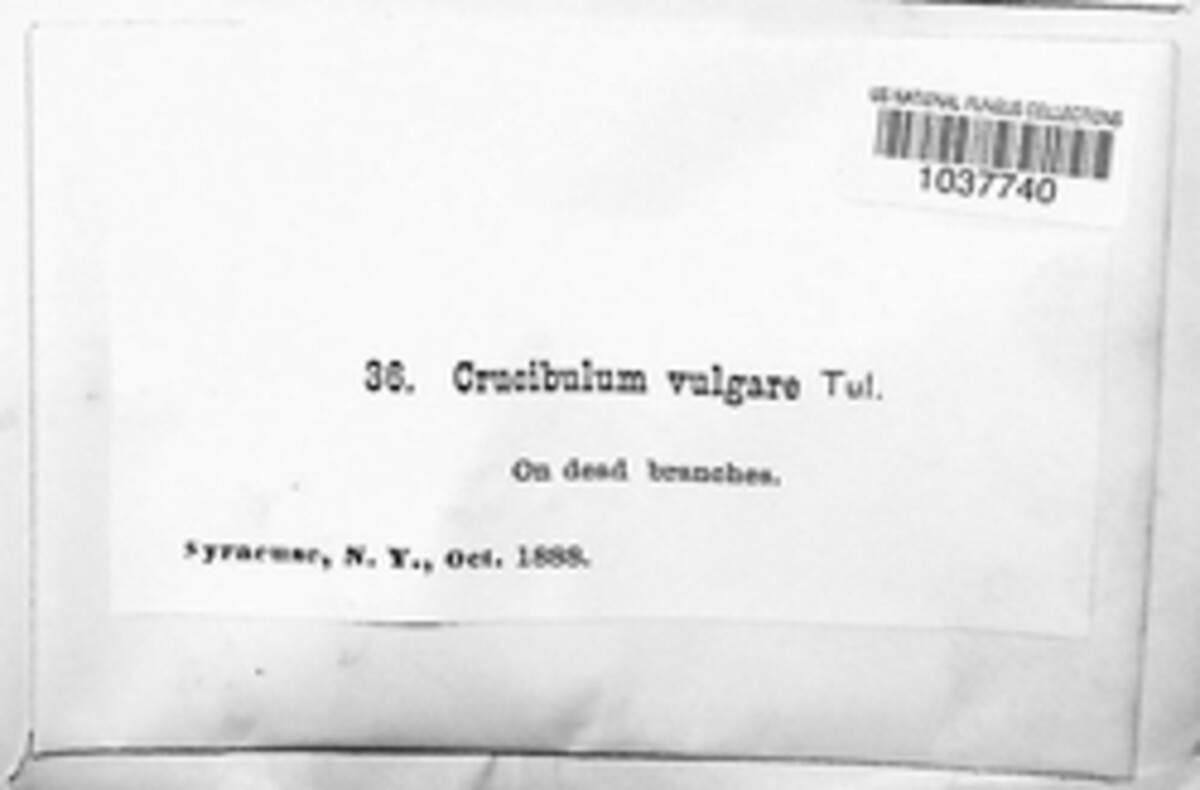 US NATIONAL FUNGUS COLLECTIONS
1037740
36. Crucibulum vulgare Tul.
On dead branches.
Syracuse, N. Y., Oct. 1888.